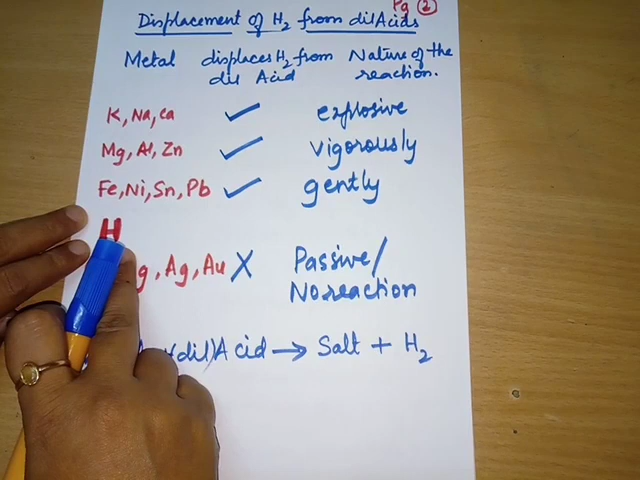 Pg 2
Displacement of H2 from dil Acids
Metal displaces H2 from dil Acid Nature of the reaction.
K, Na, Ca ✓ explosive
Mg, Al, Zn ✓ vigorously
Fe, Ni, Sn, Pb ✓ gently
H
g, Ag, Au X Passive/
No reaction
(dil) Acid → Salt + H2